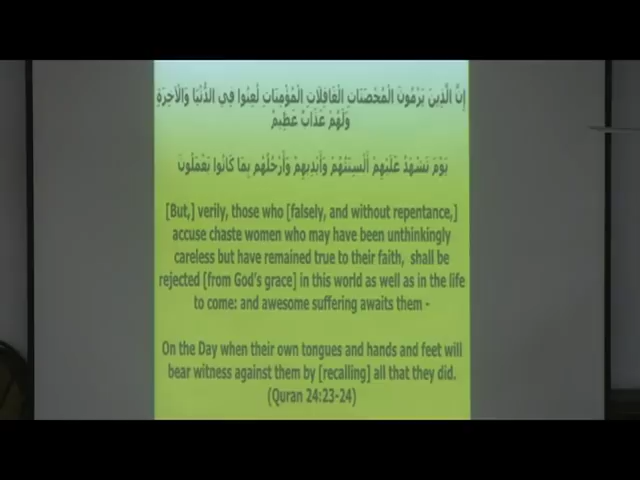 إِنَّ الَّذِينَ يَرْمُونَ الْمُحْصَنَاتِ الْغَافِلَاتِ الْمُؤْمِنَاتِ لُعِنُوا فِي الدُّنْيَا وَالْآخِرَةِ
وَلَهُمْ عَذَابٌ عَظِيمٌ
يَوْمَ تَشْهَدُ عَلَيْهِمْ أَلْسِنَتُهُمْ وَأَيْدِيهِمْ وَأَرْجُلُهُم بِمَا كَانُوا يَعْمَلُونَ
[But,] verily, those who [falsely, and without repentance,]
accuse chaste women who may have been unthinkingly
careless but have remained true to their faith, shall be
rejected [from God's grace] in this world as well as in the life
to come: and awesome suffering awaits them -
On the Day when their own tongues and hands and feet will
bear witness against them by [recalling] all that they did.
(Quran 24:23-24)